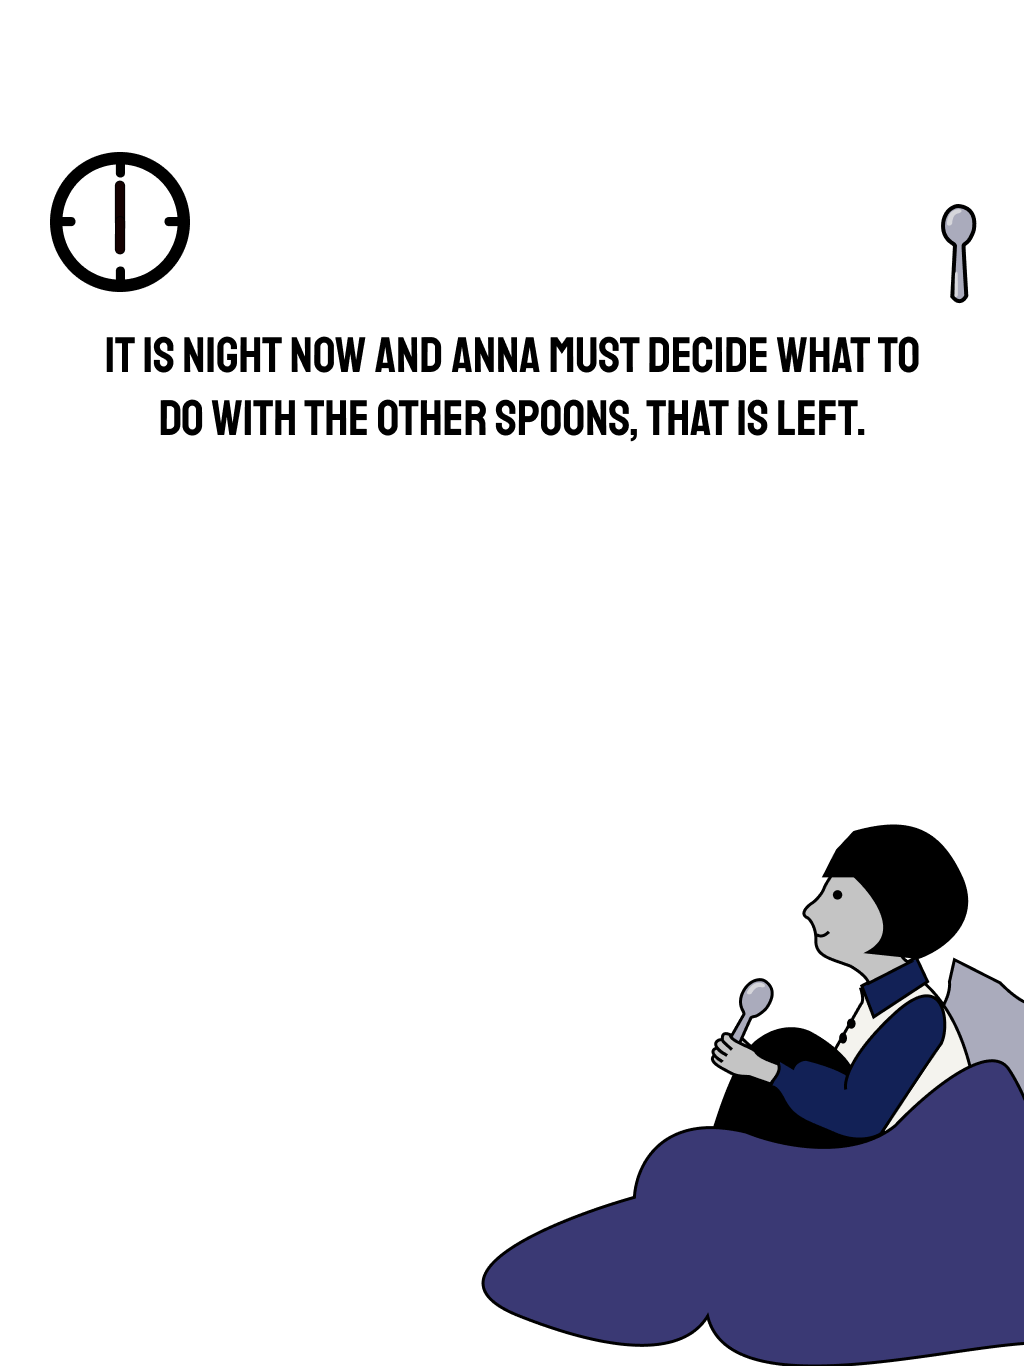 IT IS NIGHT NOW AND ANNA MUST DECIDE WHAT TO
DO WITH THE OTHER SPOONS, THAT IS LEFT.